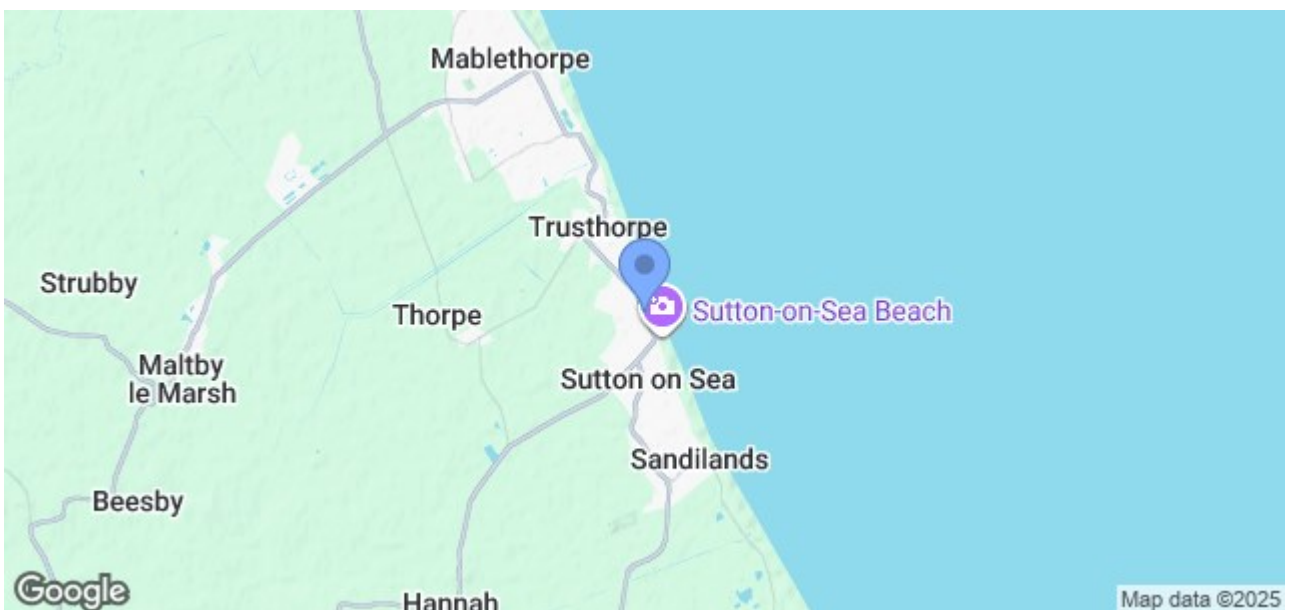 Mablethorpe
Trusthorpe
Strubby
Thorpe
Sutton-on-Sea Beach
Maltby
le Marsh
Sutton on Sea
Sandilands
Beesby
Hannah
Google
Map data ©2025